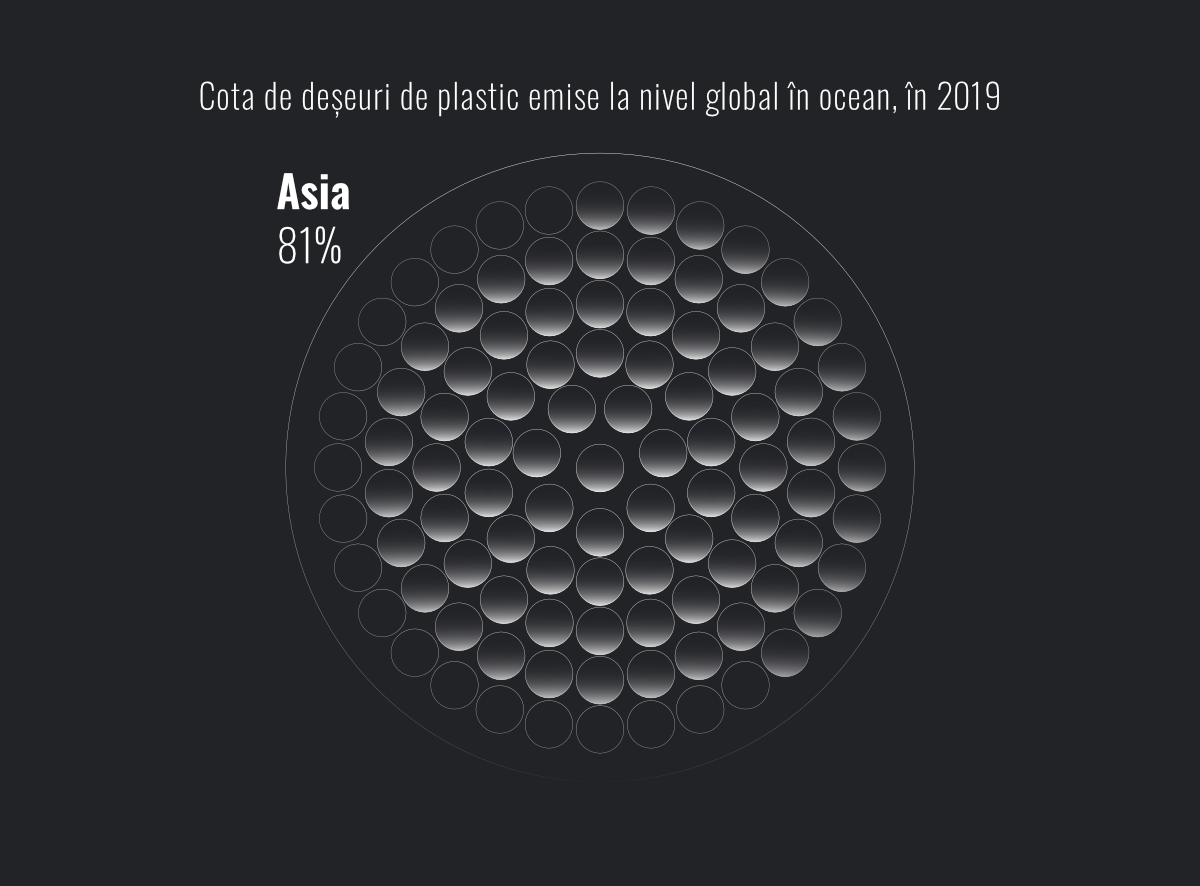 Cota de deșeuri de plastic emise la nivel global în ocean, în 2019
Asia
81%